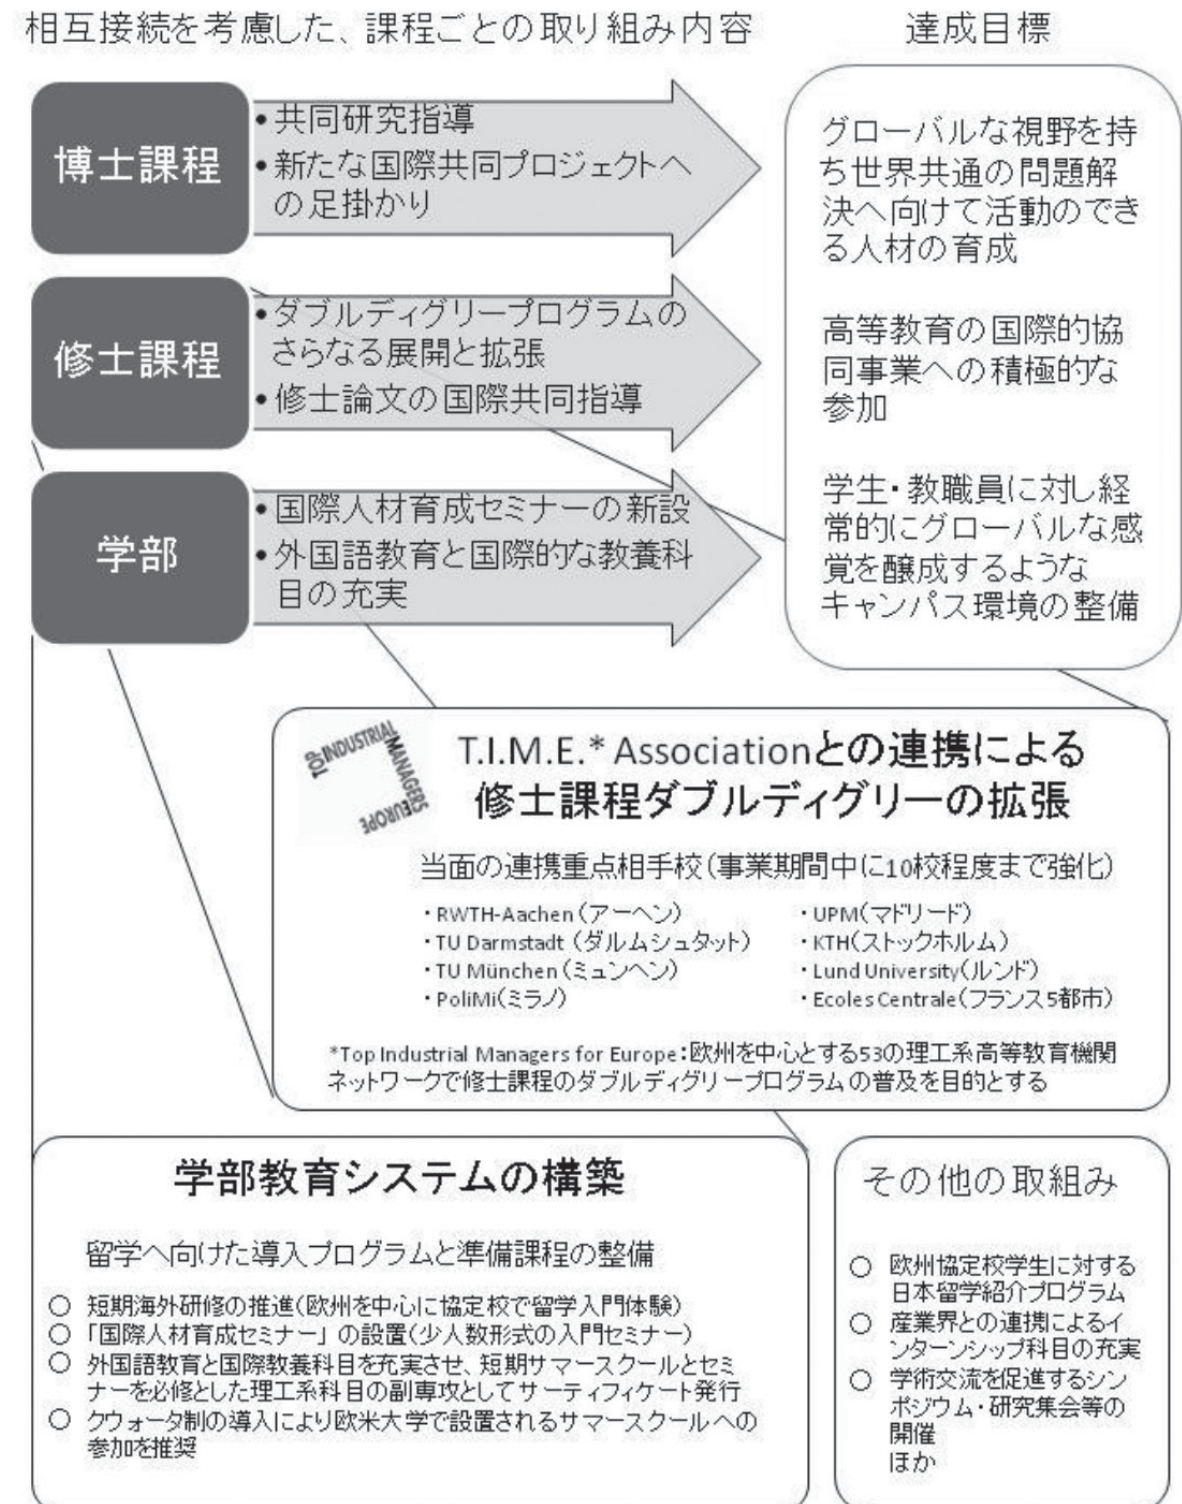 相互接続を考慮した、課程ごとの取り組み内容
達成目標
博士課程
•共同研究指導
•新たな国際共同プロジェクトへ
の足掛かり
修士課程
•ダブルディグリープログラムの
さらなる展開と拡張
•修士論文の国際共同指導
学部
•国際人材育成セミナーの新設
•外国語教育と国際的な教養科
目の充実
グローバルな視野を持
ち世界共通の問題解
決へ向けて活動のでき
る人材の育成
高等教育の国際的協
同事業への積極的な
参加
学生・教職員に対し経
常的にグローバルな感
覚を醸成するような
キャンパス環境の整備
TOP INDUSTRIAL MANAGERS EUROPE
T.I.M.E.* Associationとの連携による
修士課程ダブルディグリーの拡張
当面の連携重点相手校(事業期間中に10校程度まで強化)
・RWTH-Aachen(アーヘン)
・TU Darmstadt (ダルムシュタット)
・TU München(ミュンヘン)
・PoliMi(ミラノ)
・UPM(マドリード)
・KTH(ストックホルム)
・Lund University(ルンド)
・Ecoles Centrale(フランス5都市)
*Top Industrial Managers for Europe:欧州を中心とする53の理工系高等教育機関
ネットワークで修士課程のダブルディグリープログラムの普及を目的とする
学部教育システムの構築
留学へ向けた導入プログラムと準備課程の整備
○ 短期海外研修の推進(欧州を中心に協定校で留学入門体験)
○ 「国際人材育成セミナー」の設置(少人数形式の入門セミナー)
○ 外国語教育と国際教養科目を充実させ、短期サマースクールとセミ
ナーを必修とした理工系科目の副専攻としてサーティフィケート発行
○ クウォータ制の導入により欧米大学で設置されるサマースクールへの
参加を推奨
その他の取組み
○ 欧州協定校学生に対する
日本留学紹介プログラム
○ 産業界との連携によるイ
ンターンシップ科目の充実
○ 学術交流を促進するシン
ポジウム・研究集会等の
開催
ほか